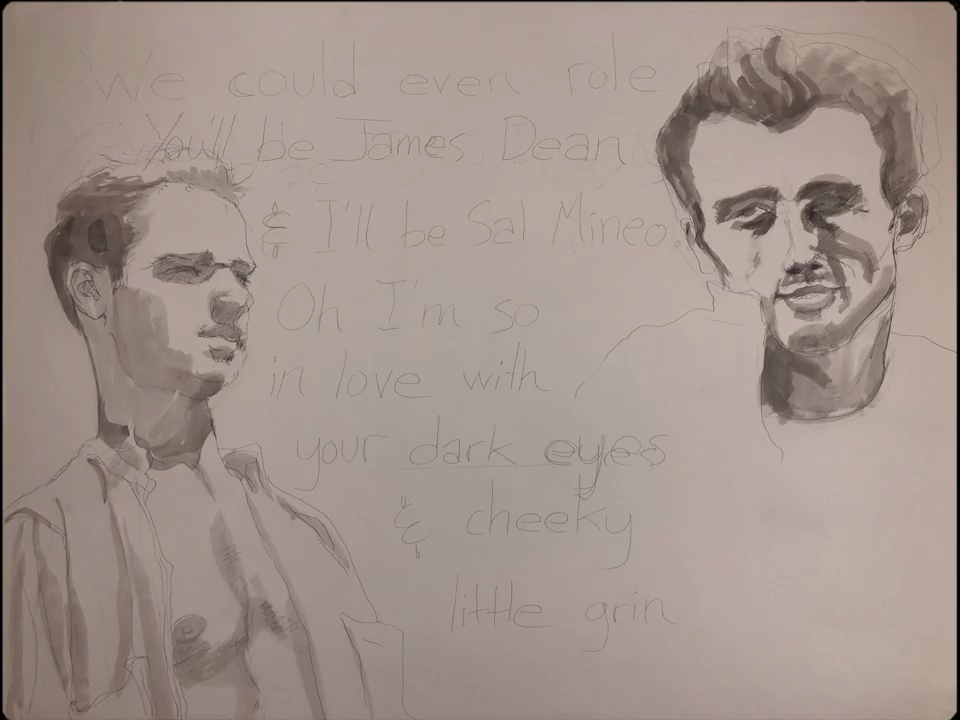 We could even role
You'll be James Dean
& I'll be Sal Mineo.
Oh I'm so
in love with
your dark eyes
& cheeky
little grin